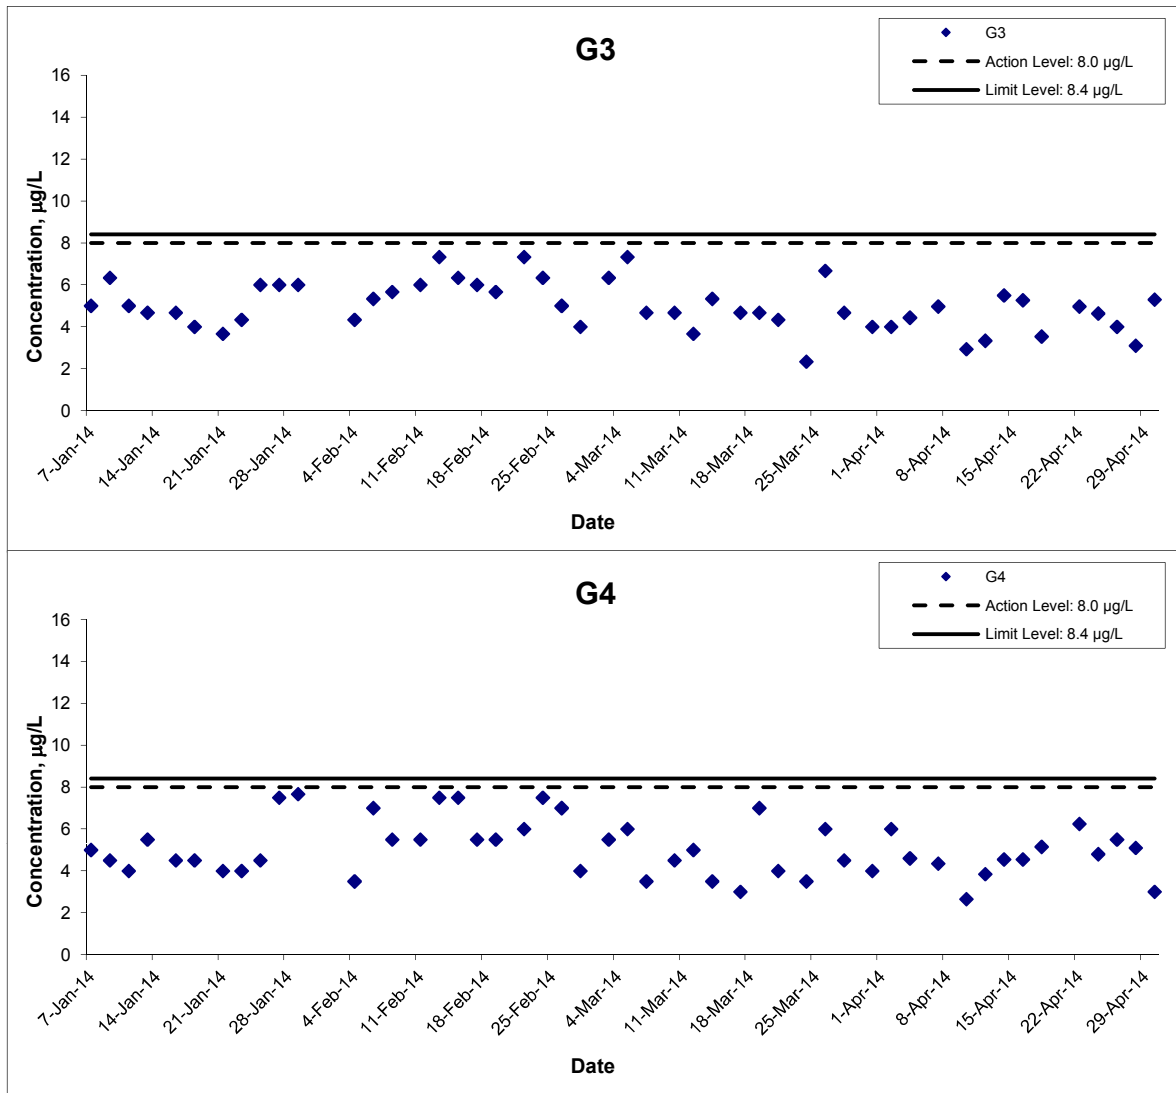 G3
G3
Action Level: 8.0 µg/L
Limit Level: 8.4 µg/L
Concentration, µg/L
16
14
12
10
8
6
4
2
0
7-Jan-14 14-Jan-14 21-Jan-14 28-Jan-14 4-Feb-14 11-Feb-14 18-Feb-14 25-Feb-14 4-Mar-14 11-Mar-14 18-Mar-14 25-Mar-14 1-Apr-14 8-Apr-14 15-Apr-14 22-Apr-14 29-Apr-14
Date
G4
G4
Action Level: 8.0 µg/L
Limit Level: 8.4 µg/L
Concentration, µg/L
16
14
12
10
8
6
4
2
0
7-Jan-14 14-Jan-14 21-Jan-14 28-Jan-14 4-Feb-14 11-Feb-14 18-Feb-14 25-Feb-14 4-Mar-14 11-Mar-14 18-Mar-14 25-Mar-14 1-Apr-14 8-Apr-14 15-Apr-14 22-Apr-14 29-Apr-14
Date